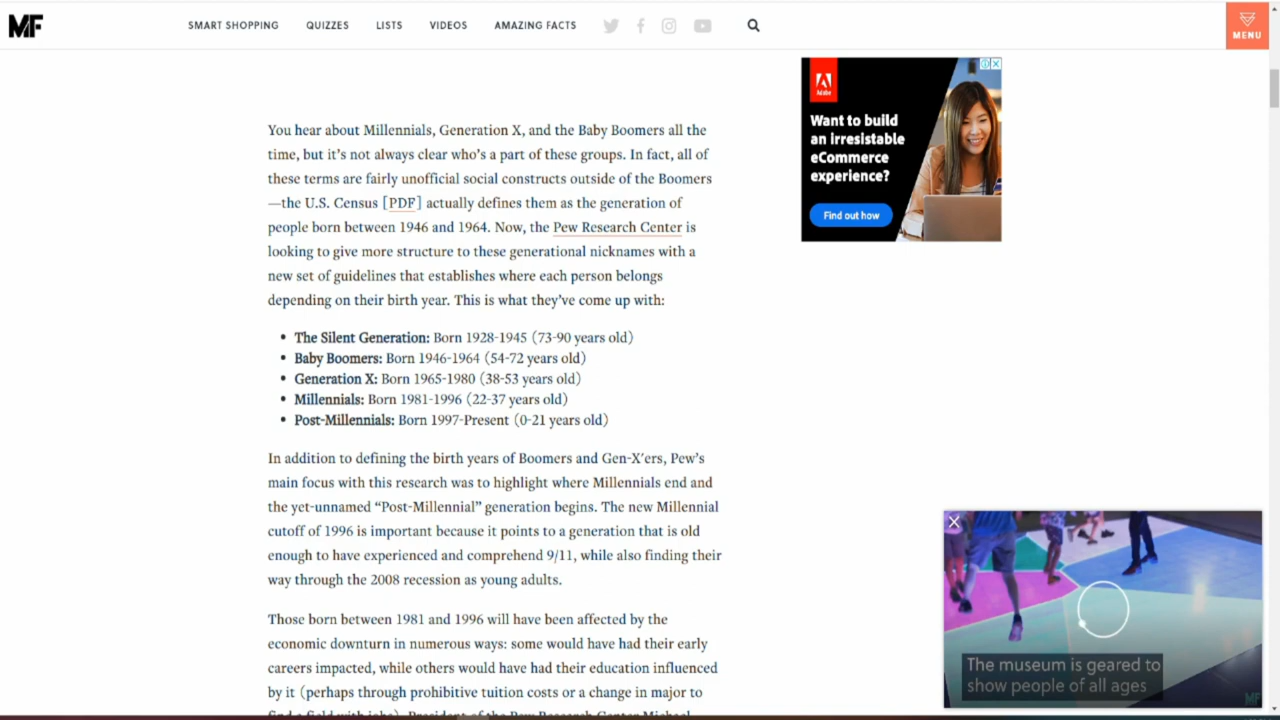 MF
SMART SHOPPING
QUIZZES
LISTS
VIDEOS
AMAZING FACTS
MENU
Adobe
Want to build
an irresistable
eCommerce
experience?
Find out how
You hear about Millennials, Generation X, and the Baby Boomers all the
time, but it’s not always clear who’s a part of these groups. In fact, all of
these terms are fairly unofficial social constructs outside of the Boomers
—the U.S. Census [PDF] actually defines them as the generation of
people born between 1946 and 1964. Now, the Pew Research Center is
looking to give more structure to these generational nicknames with a
new set of guidelines that establishes where each person belongs
depending on their birth year. This is what they’ve come up with:
• The Silent Generation: Born 1928-1945 (73-90 years old)
• Baby Boomers: Born 1946-1964 (54-72 years old)
• Generation X: Born 1965-1980 (38-53 years old)
• Millennials: Born 1981-1996 (22-37 years old)
• Post-Millennials: Born 1997-Present (0-21 years old)
In addition to defining the birth years of Boomers and Gen-X’ers, Pew’s
main focus with this research was to highlight where Millennials end and
the yet-unnamed “Post-Millennial” generation begins. The new Millennial
cutoff of 1996 is important because it points to a generation that is old
enough to have experienced and comprehend 9/11, while also finding their
way through the 2008 recession as young adults.
Those born between 1981 and 1996 will have been affected by the
economic downturn in numerous ways: some would have had their early
careers impacted, while others would have had their education influenced
by it (perhaps through prohibitive tuition costs or a change in major to
find a field with jobs). President of the Pew Research Center Michael
The museum is geared to
show people of all ages
MF